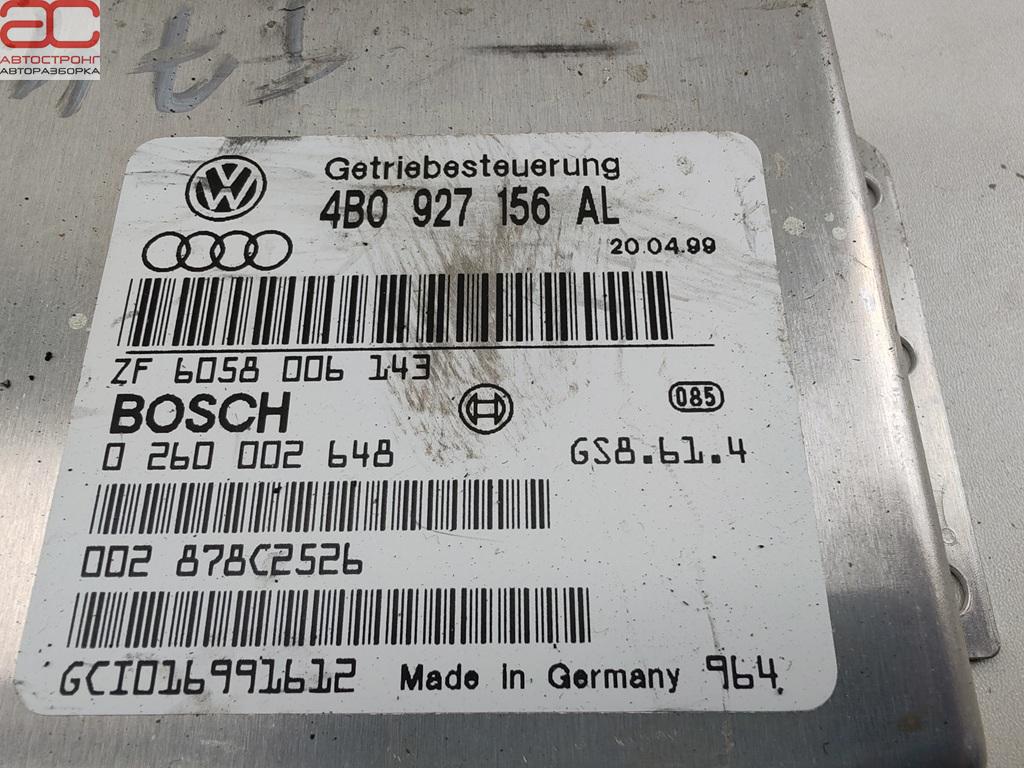 АВТОСТРОНГ
АВТОРАЗБОРКА
Getriebesteuerung
4B0 927 156 AL
20.04.99
ZF 6058 006 143
BOSCH
085
0 260 002 648
GS8.61.4
002 878C2526
GCI016991612 Made in Germany 964